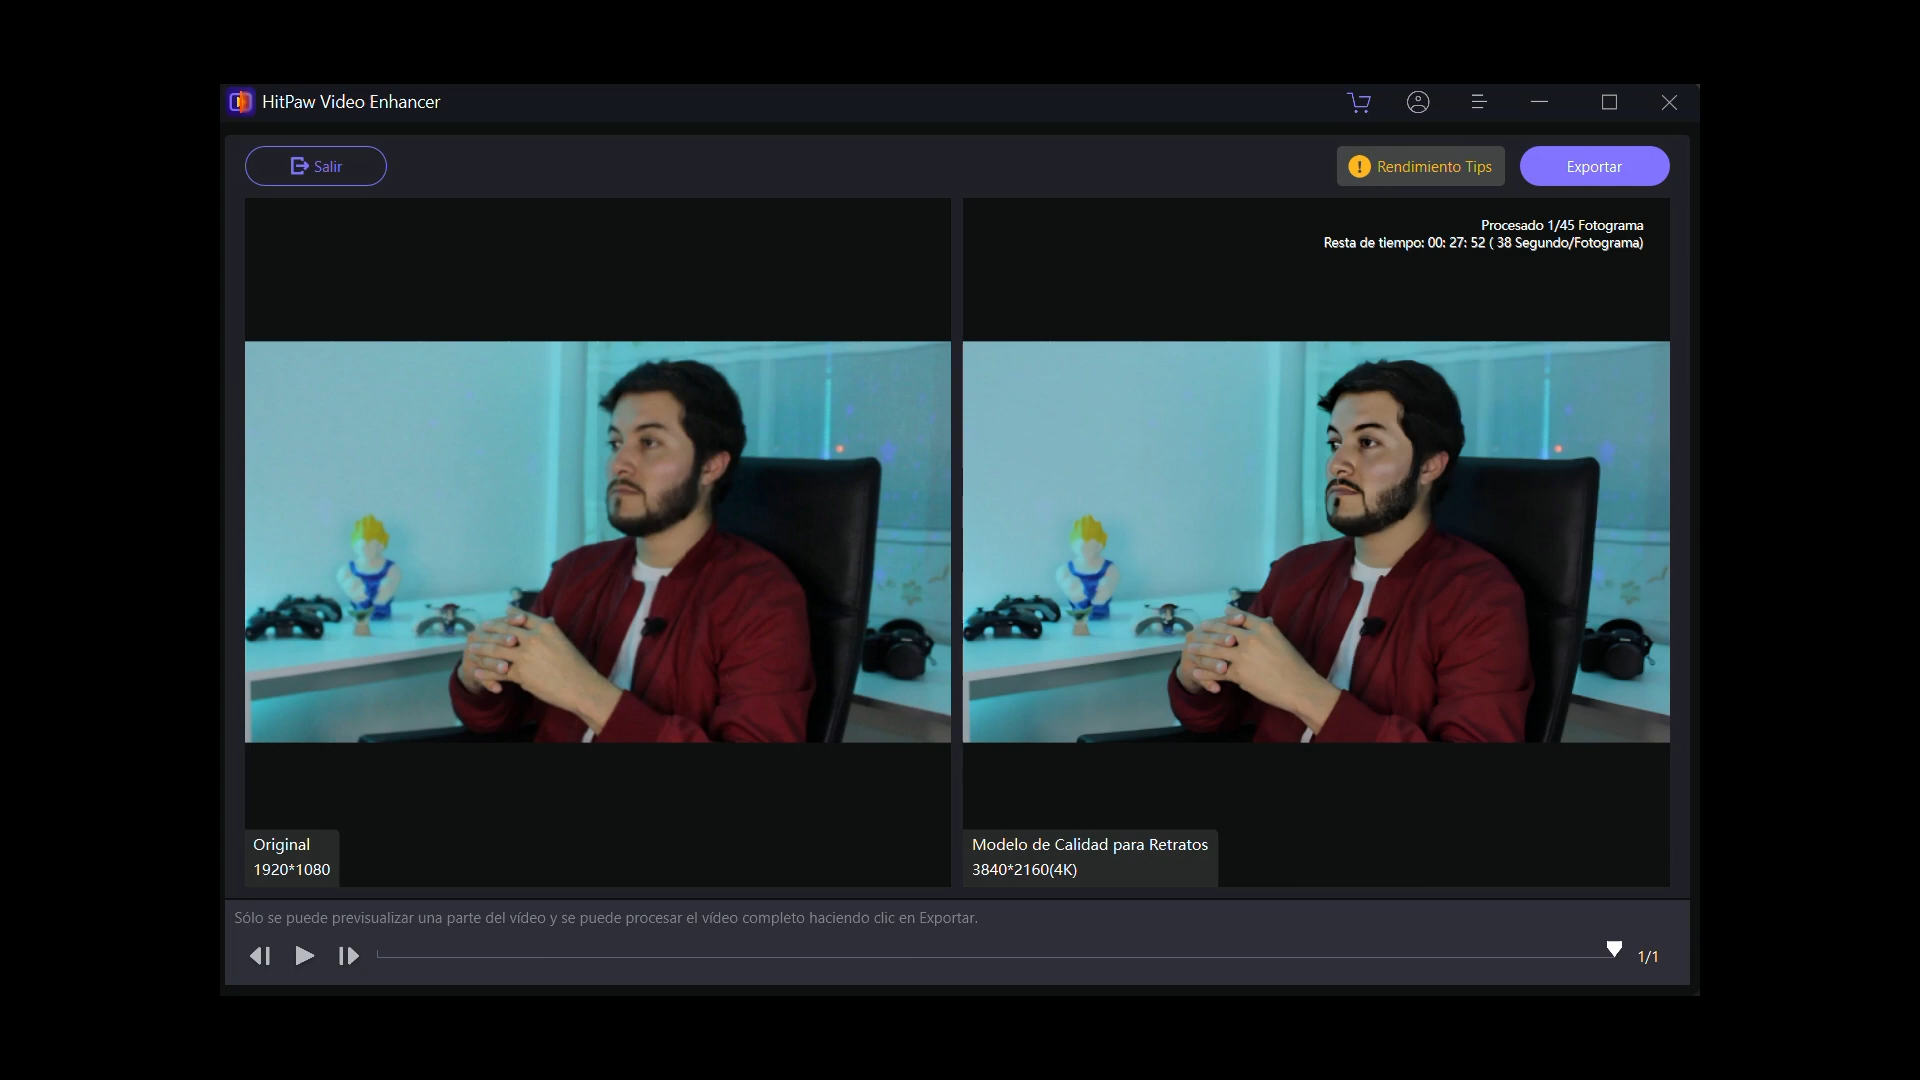 HitPaw Video Enhancer
Salir
Rendimiento Tips
Exportar
Procesado 1/45 Fotograma
Resta de tiempo: 00: 27: 52 ( 38 Segundo/Fotograma)
Original
1920*1080
Modelo de Calidad para Retratos
3840*2160(4K)
Sólo se puede previsualizar una parte del vídeo y se puede procesar el vídeo completo haciendo clic en Exportar.
1/1